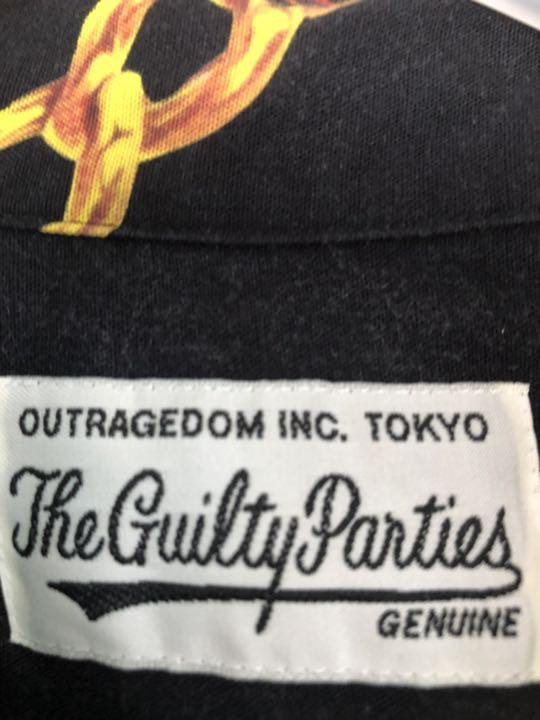 OUTRAGEDOM INC. TOKYO
The Guilty Parties
GENUINE